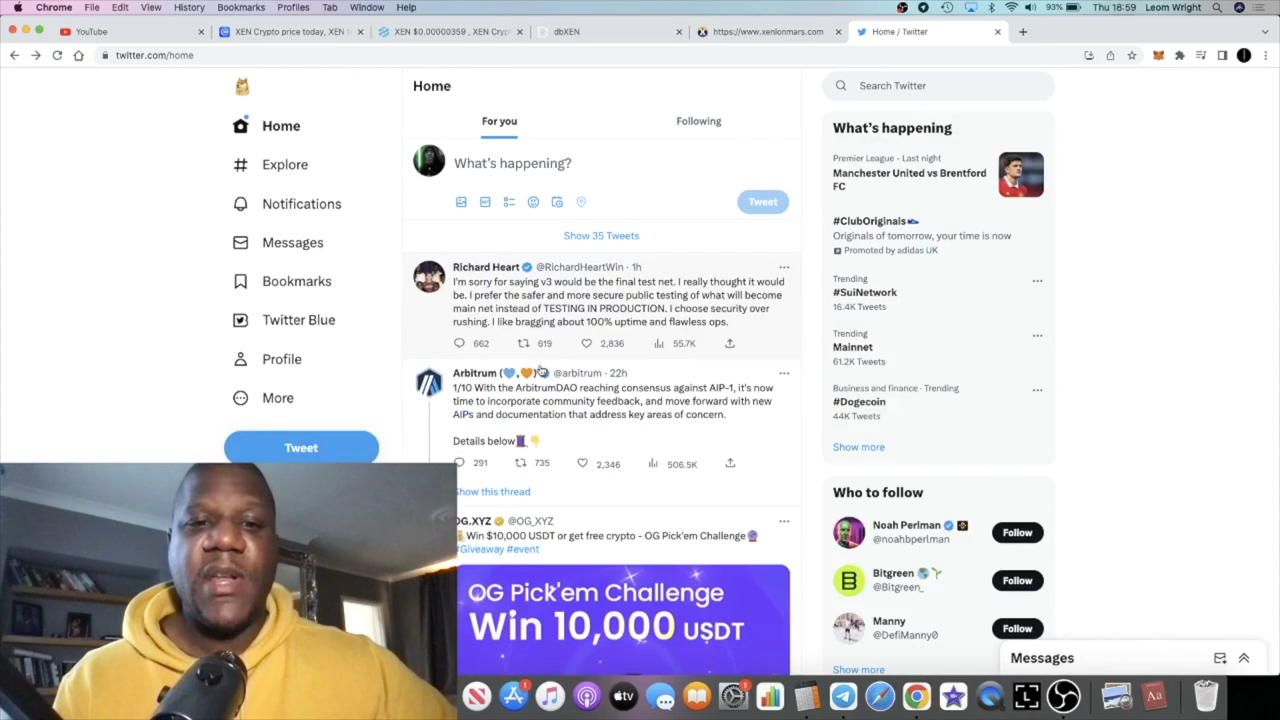 Chrome File Edit View History Bookmarks Profiles Tab Window Help
93% Thu 18:59 Leom Wright
YouTube
XEN Crypto price today, XEN t
XEN $0.00000359 , XEN Cryp
dbXEN
https://www.xenlonmars.com
Home / Twitter
twitter.com/home
Home
Explore
Notifications
Messages
Bookmarks
Twitter Blue
Profile
More
Tweet
Home
For you
Following
What's happening?
Tweet
Show 35 Tweets
Richard Heart @RichardHeartWin · 1h
I'm sorry for saying v3 would be the final test net. I really thought it would
be. I prefer the safer and more secure public testing of what will become
main net instead of TESTING IN PRODUCTION. I choose security over
rushing. I like bragging about 100% uptime and flawless ops.
662 619 2,836 55.7K
Arbitrum (💙,🧡) @arbitrum · 22h
1/10 With the ArbitrumDAO reaching consensus against AIP-1, it's now
time to incorporate community feedback, and move forward with new
AIPs and documentation that address key areas of concern.
Details below🧵👇
291 735 2,346 506.5K
Show this thread
OG.XYZ @OG_XYZ
Win $10,000 USDT or get free crypto - OG Pick'em Challenge🔮
#Giveaway #event
OG Pick'em Challenge
Win 10,000 USDT
Search Twitter
What's happening
Premier League · Last night
Manchester United vs Brentford
FC
#ClubOriginals
Originals of tomorrow, your time is now
Promoted by adidas UK
Trending
#SuiNetwork
16.4K Tweets
Trending
Mainnet
61.2K Tweets
Business and finance · Trending
#Dogecoin
44K Tweets
Show more
Who to follow
Noah Perlman
@noahbperlman
Follow
Bitgreen 🌎🌱
@Bitgreen_
Follow
Manny
@DefiManny0
Follow
Show more
Messages
tv
Aa